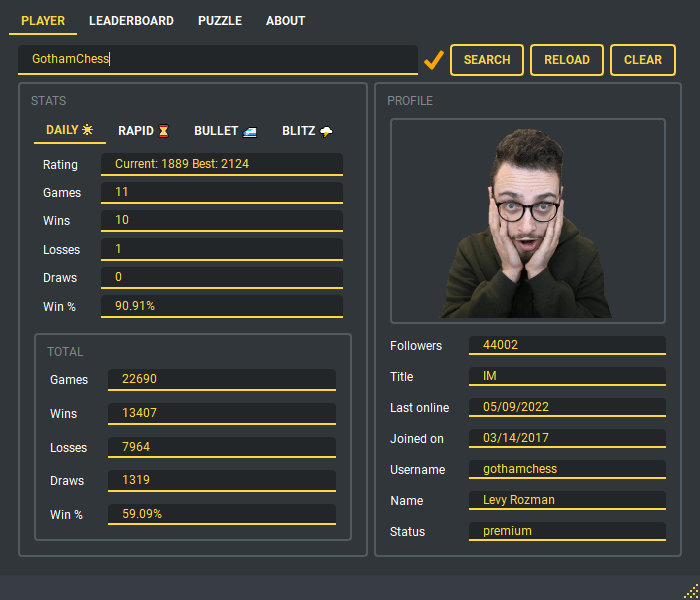 PLAYER LEADERBOARD PUZZLE ABOUT
GothamChess SEARCH RELOAD CLEAR
STATS
DAILY RAPID BULLET BLITZ
Rating Current: 1889 Best: 2124
Games 11
Wins 10
Losses 1
Draws 0
Win % 90.91%
TOTAL
Games 22690
Wins 13407
Losses 7964
Draws 1319
Win % 59.09%
PROFILE
Followers 44002
Title IM
Last online 05/09/2022
Joined on 03/14/2017
Username gothamchess
Name Levy Rozman
Status premium